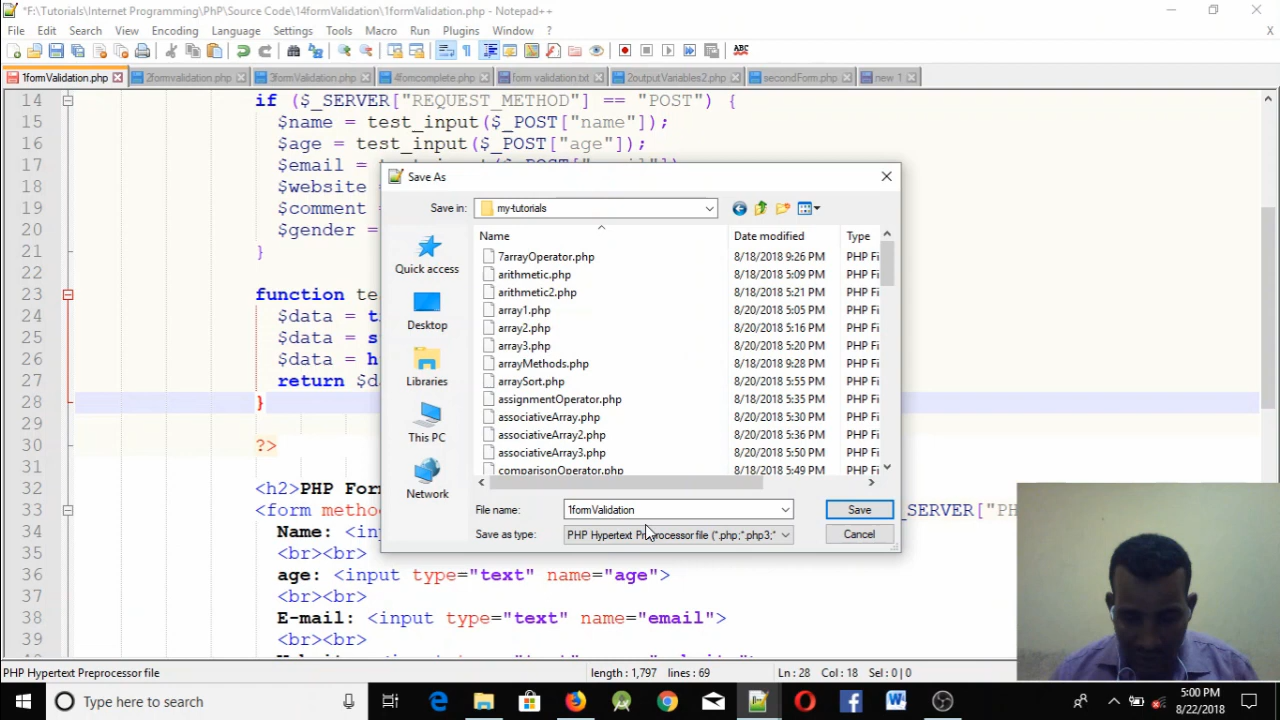 *F:\Tutorials\Internet Programming\PhP\Source Code\14formValidation\1formValidation.php - Notepad++
File Edit Search View Encoding Language Settings Tools Macro Run Plugins Window ?
X
ABC
1formValidation.php 2formvalidation.php 3formValidation.php 4fomcomplete.php form validation.txt 2outputVariables2.php secondForm.php new 1
14 if ($_SERVER["REQUEST_METHOD"] == "POST") {
15 $name = test_input($_POST["name"]);
16 $age = test_input($_POST["age"]);
17 $email =
18 $website
19 $comment =
20 $gender =
21 }
22
23 function te
24 $data = t
25 $data = s
26 $data = h
27 return $d
28 }
29
30 ?>
31
32 <h2>PHP For
33 <form metho _SERVER["PH
34 Name: <in
35 <br><br>
36 age: <input type="text" name="age">
37 <br><br>
38 E-mail: <input type="text" name="email">
39 <br><br>
Save As
Save in: my-tutorials
Quick access
Desktop
Libraries
This PC
Network
Name Date modified Type
7arrayOperator.php 8/18/2018 9:26 PM PHP Fi
arithmetic.php 8/18/2018 5:09 PM PHP Fi
arithmetic2.php 8/18/2018 5:21 PM PHP Fi
array1.php 8/20/2018 5:05 PM PHP Fi
array2.php 8/20/2018 5:16 PM PHP Fi
array3.php 8/20/2018 5:20 PM PHP Fi
arrayMethods.php 8/18/2018 9:28 PM PHP Fi
arraySort.php 8/20/2018 5:55 PM PHP Fi
assignmentOperator.php 8/18/2018 5:35 PM PHP Fi
associativeArray.php 8/20/2018 5:30 PM PHP Fi
associativeArray2.php 8/20/2018 5:36 PM PHP Fi
associativeArray3.php 8/20/2018 5:50 PM PHP Fi
comparisonOperator.php 8/18/2018 5:49 PM PHP Fi
File name: 1formValidation Save
Save as type: PHP Hypertext Preprocessor file (*.php;*.php3;* Cancel
PHP Hypertext Preprocessor file length : 1,797 lines : 69 Ln : 28 Col : 18 Sel : 0 | 0
Type here to search
5:00 PM
8/22/2018